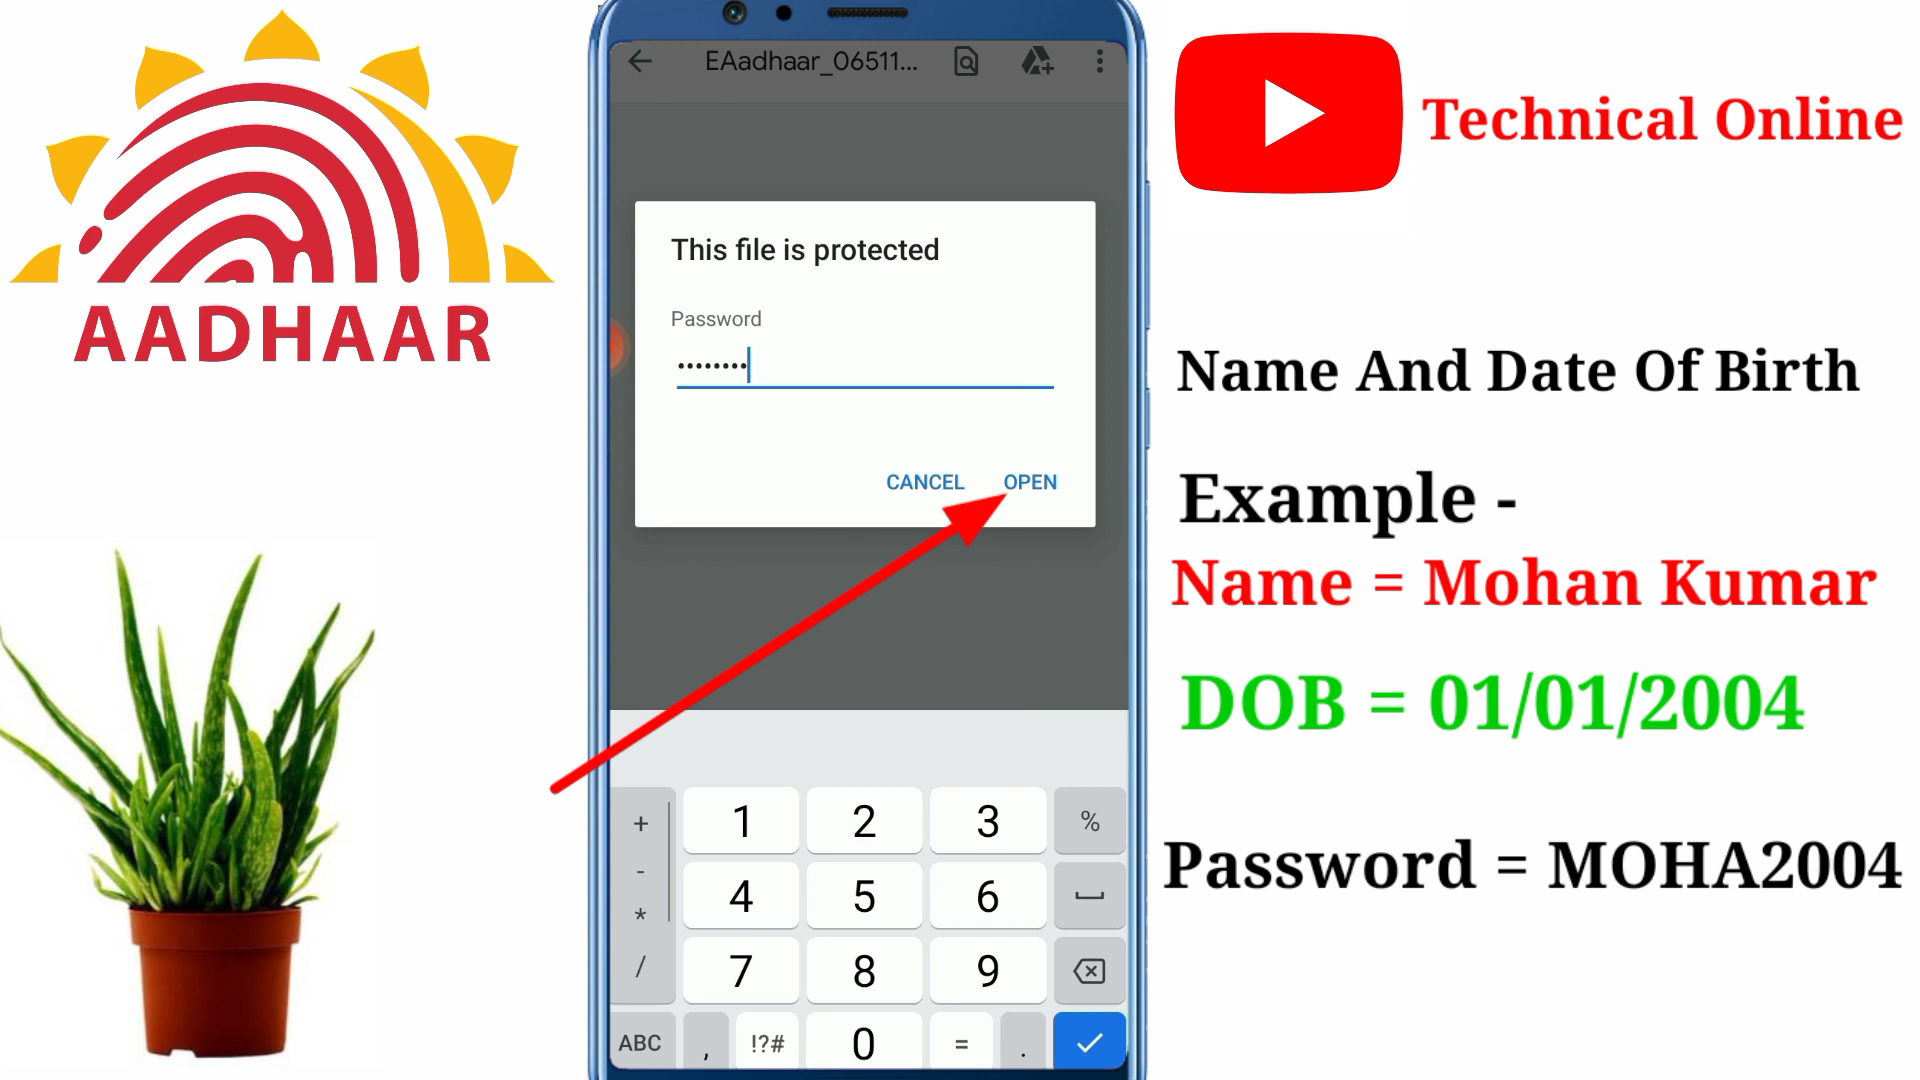 AADHAAR
EAadhaar_06511...
This file is protected
Password
••••••••
CANCEL OPEN
+ 1 2 3 %
- 4 5 6
*
/ 7 8 9
ABC , !?# 0 = .
Technical Online
Name And Date Of Birth
Example -
Name = Mohan Kumar
DOB = 01/01/2004
Password = MOHA2004